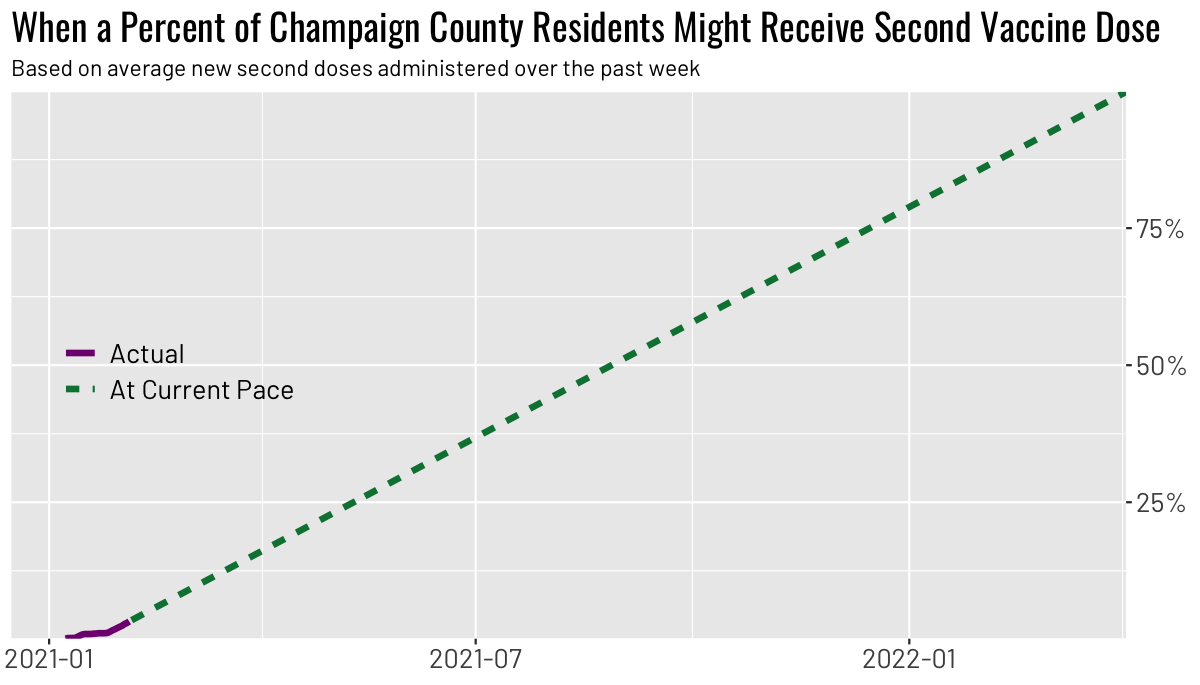 When a Percent of Champaign County Residents Might Receive Second Vaccine Dose
Based on average new second doses administered over the past week
75%
Actual
50%
At Current Pace
25%
2021-01 2021-07 2022-01